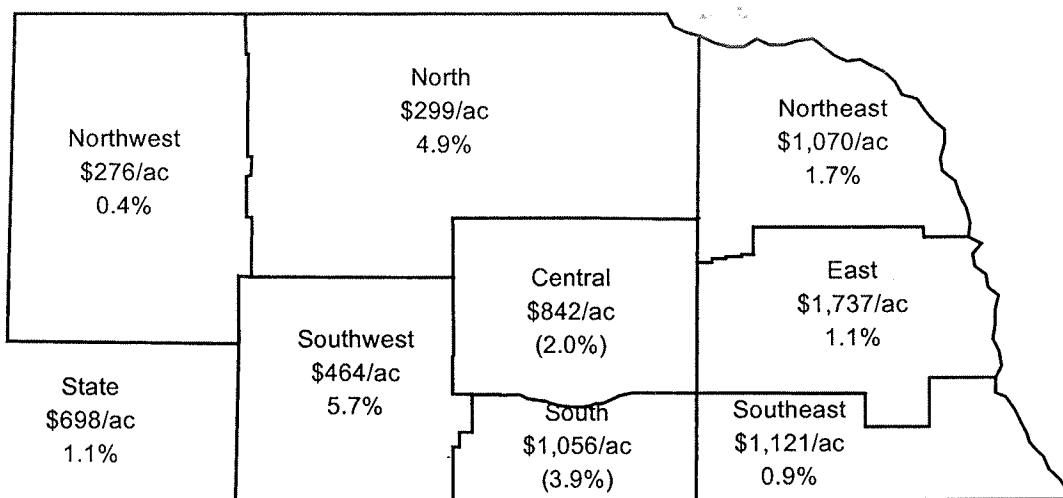 North
$299/ac
4.9%
Northeast
$1,070/ac
1.7%
Northwest
$276/ac
0.4%
Central
$842/ac
(2.0%)
East
$1,737/ac
1.1%
Southwest
$464/ac
5.7%
State
$698/ac
1.1%
South
$1,056/ac
(3.9%)
Southeast
$1,121/ac
0.9%